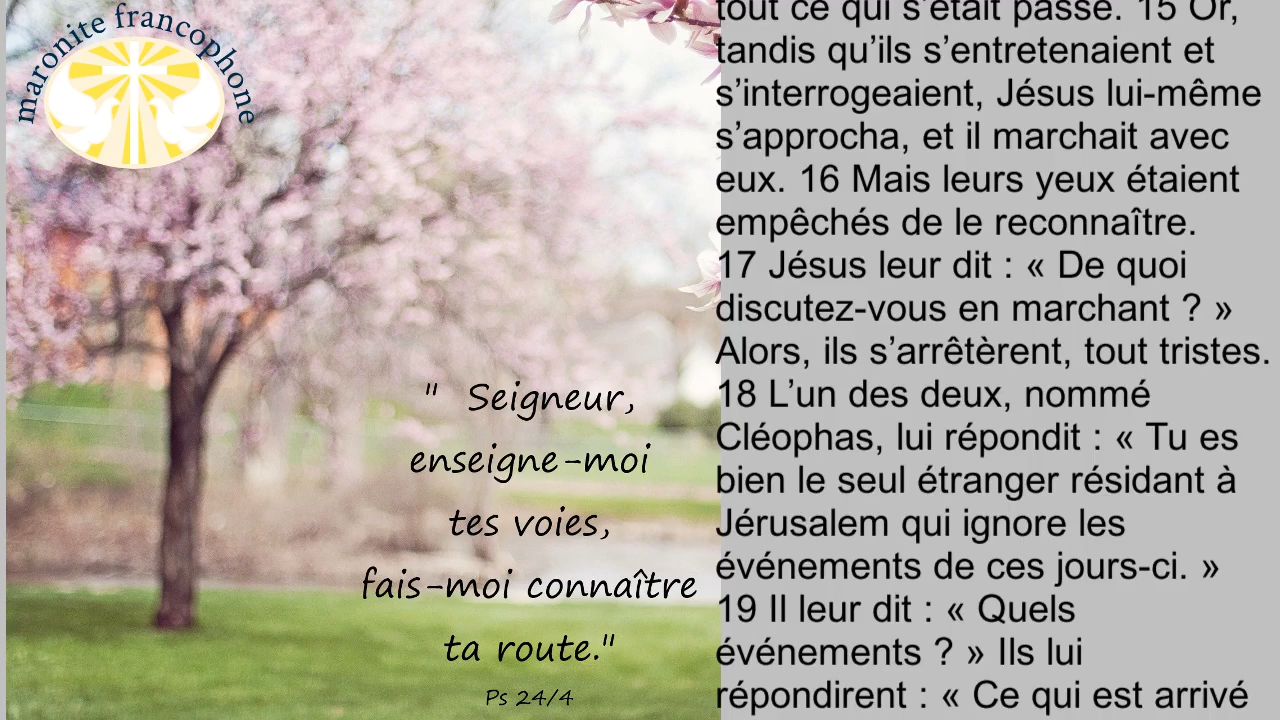 maronite francophone
" Seigneur,
enseigne-moi
tes voies,
fais-moi connaître
ta route."
Ps 24/4
tout ce qui s’était passé. 15 Or,
tandis qu’ils s’entretenaient et
s’interrogeaient, Jésus lui-même
s’approcha, et il marchait avec
eux. 16 Mais leurs yeux étaient
empêchés de le reconnaître.
17 Jésus leur dit : « De quoi
discutez-vous en marchant ? »
Alors, ils s’arrêtèrent, tout tristes.
18 L’un des deux, nommé
Cléophas, lui répondit : « Tu es
bien le seul étranger résidant à
Jérusalem qui ignore les
événements de ces jours-ci. »
19 Il leur dit : « Quels
événements ? » Ils lui
répondirent : « Ce qui est arrivé